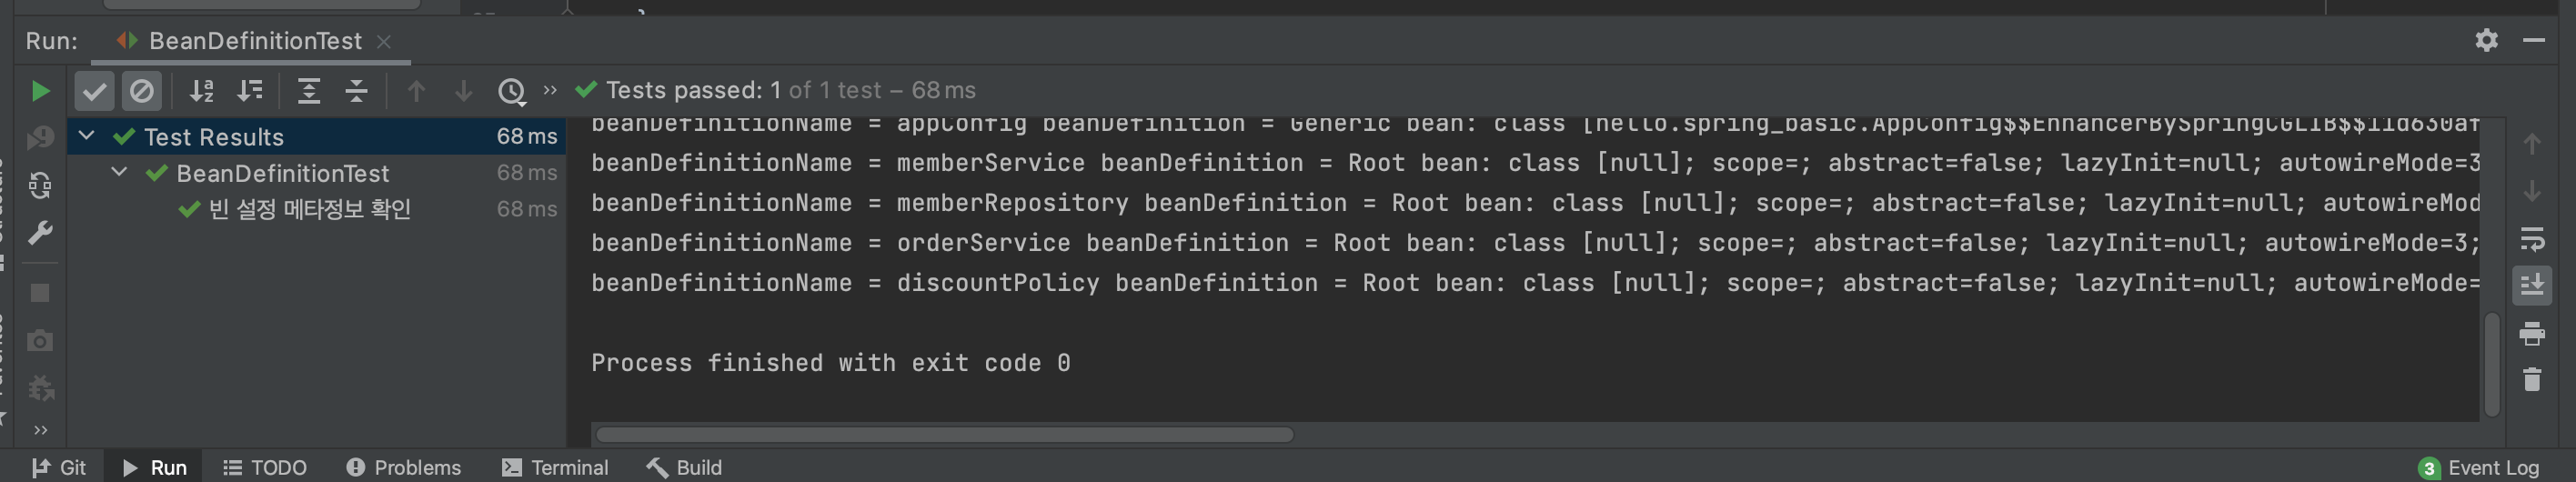 Run: BeanDefinitionTest
Tests passed: 1 of 1 test – 68 ms
Test Results 68 ms
BeanDefinitionTest 68 ms
빈 설정 메타정보 확인 68 ms
beanDefinitionName = appConfig beanDefinition = Generic bean: class [hello.spring_basic.AppConfig$$EnhancerBySpringCGLIB$$11d630af
beanDefinitionName = memberService beanDefinition = Root bean: class [null]; scope=; abstract=false; lazyInit=null; autowireMode=3
beanDefinitionName = memberRepository beanDefinition = Root bean: class [null]; scope=; abstract=false; lazyInit=null; autowireMod
beanDefinitionName = orderService beanDefinition = Root bean: class [null]; scope=; abstract=false; lazyInit=null; autowireMode=3;
beanDefinitionName = discountPolicy beanDefinition = Root bean: class [null]; scope=; abstract=false; lazyInit=null; autowireMode=
Process finished with exit code 0
Git Run TODO Problems Terminal Build 3 Event Log